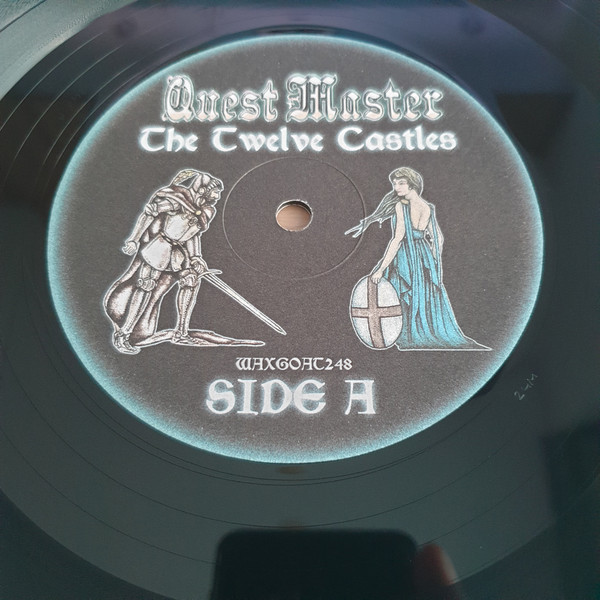 Quest Master
The Twelve Castles
WAXGOAT248
SIDE A